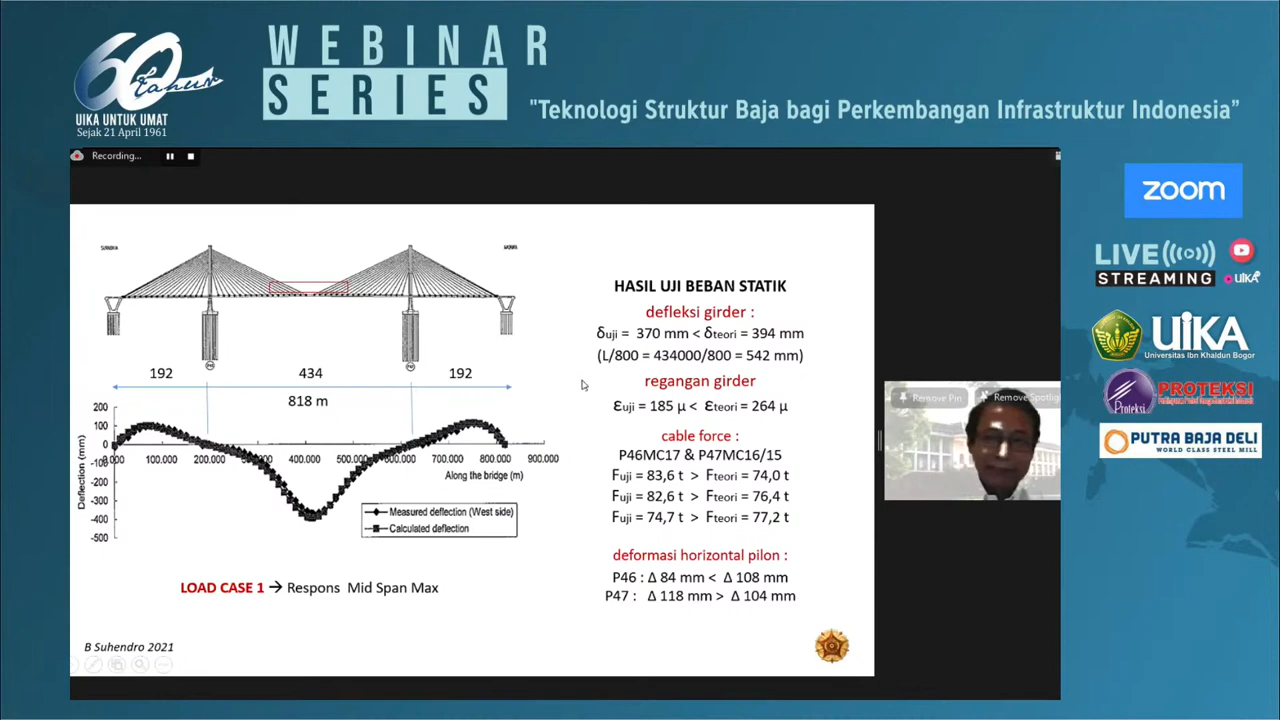 60
Tahun
UIKA UNTUK UMAT
Sejak 21 April 1961
WEBINAR
SERIES
"Teknologi Struktur Baja bagi Perkembangan Infrastruktur Indonesia"
Recording...
192
434
192
818 m
200
100
0
-100
-200
-300
-400
-500
Deflection (mm)
0.000 100.000 200.000 300.000 400.000 500.000 600.000 700.000 800.000 900.000
Along the bridge (m)
Measured deflection (West side)
Calculated deflection
LOAD CASE 1 → Respons Mid Span Max
B Suhendro 2021
HASIL UJI BEBAN STATIK
defleksi girder :
δuji = 370 mm < δteori = 394 mm
(L/800 = 434000/800 = 542 mm)
regangan girder
εuji = 185 µ < εteori = 264 µ
cable force :
P46MC17 & P47MC16/15
Fuji = 83,6 t > Fteori = 74,0 t
Fuji = 82,6 t > Fteori = 76,4 t
Fuji = 74,7 t > Fteori = 77,2 t
deformasi horizontal pilon :
P46 : Δ 84 mm < Δ 108 mm
P47 : Δ 118 mm > Δ 104 mm
Remove Pin
Remove Spotlig
zoom
LIVE
STREAMING
UIKA
UIKA
Universitas Ibn Khaldun Bogor
Proteksi
PROTEKSI
PUTRA BAJA DELI
WORLD CLASS STEEL MILL